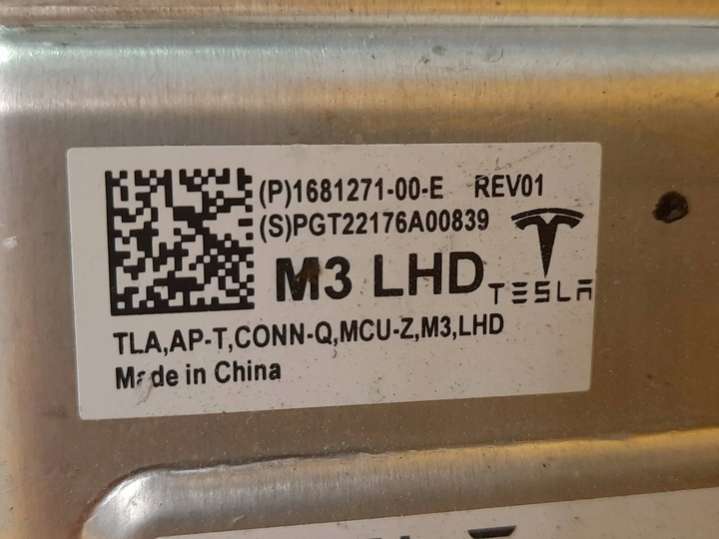 (P)1681271-00-E REV01
(S)PGT22176A00839
M3 LHD TESLA
TLA,AP-T,CONN-Q,MCU-Z,M3,LHD
Made in China